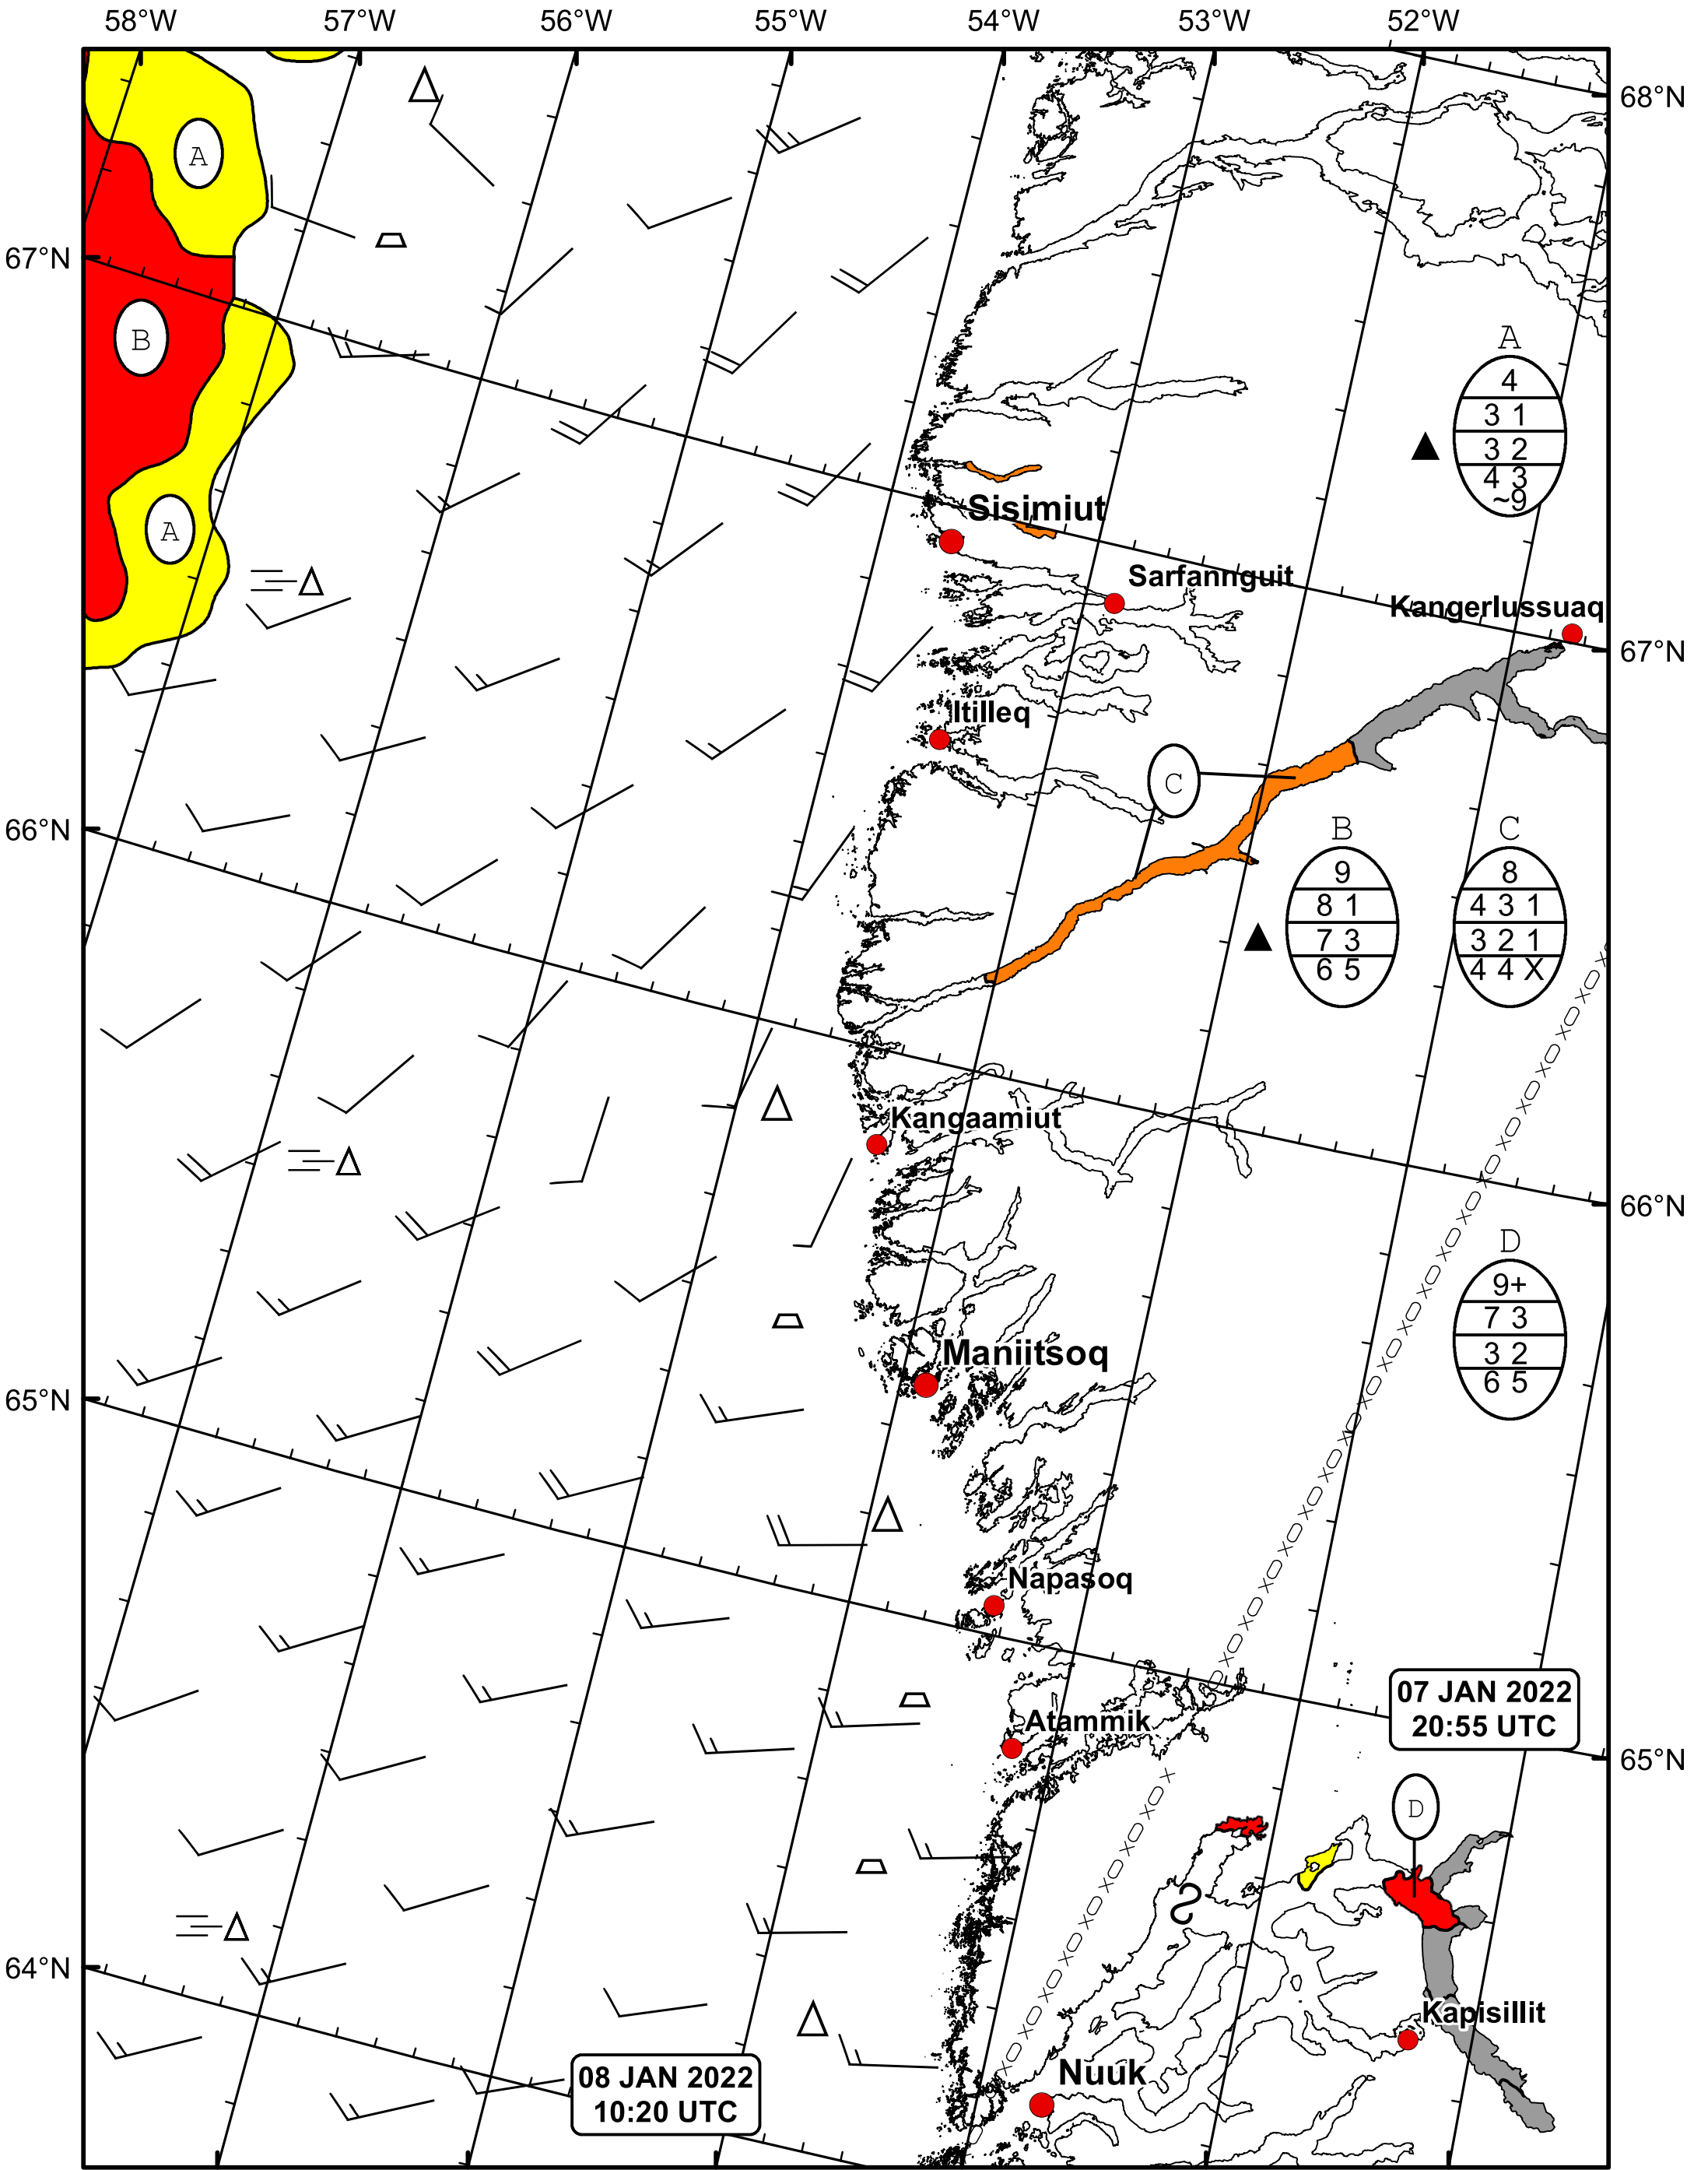 58°W 57°W 56°W 55°W 54°W 53°W 52°W
68°N
A
67°N
B
A
4
3 1
3 2
4 3
~9
A
Sisimiut
Sarfannguit
Kangerlussuaq
67°N
Itilleq
C
66°N
B
9
8 1
7 3
6 5
C
8
4 3 1
3 2 1
4 4 X
Kangaamiut
66°N
D
9+
7 3
3 2
6 5
Maniitsoq
65°N
Napasoq
07 JAN 2022
20:55 UTC
Atammik
65°N
D
64°N
Kapisillit
Nuuk
08 JAN 2022
10:20 UTC